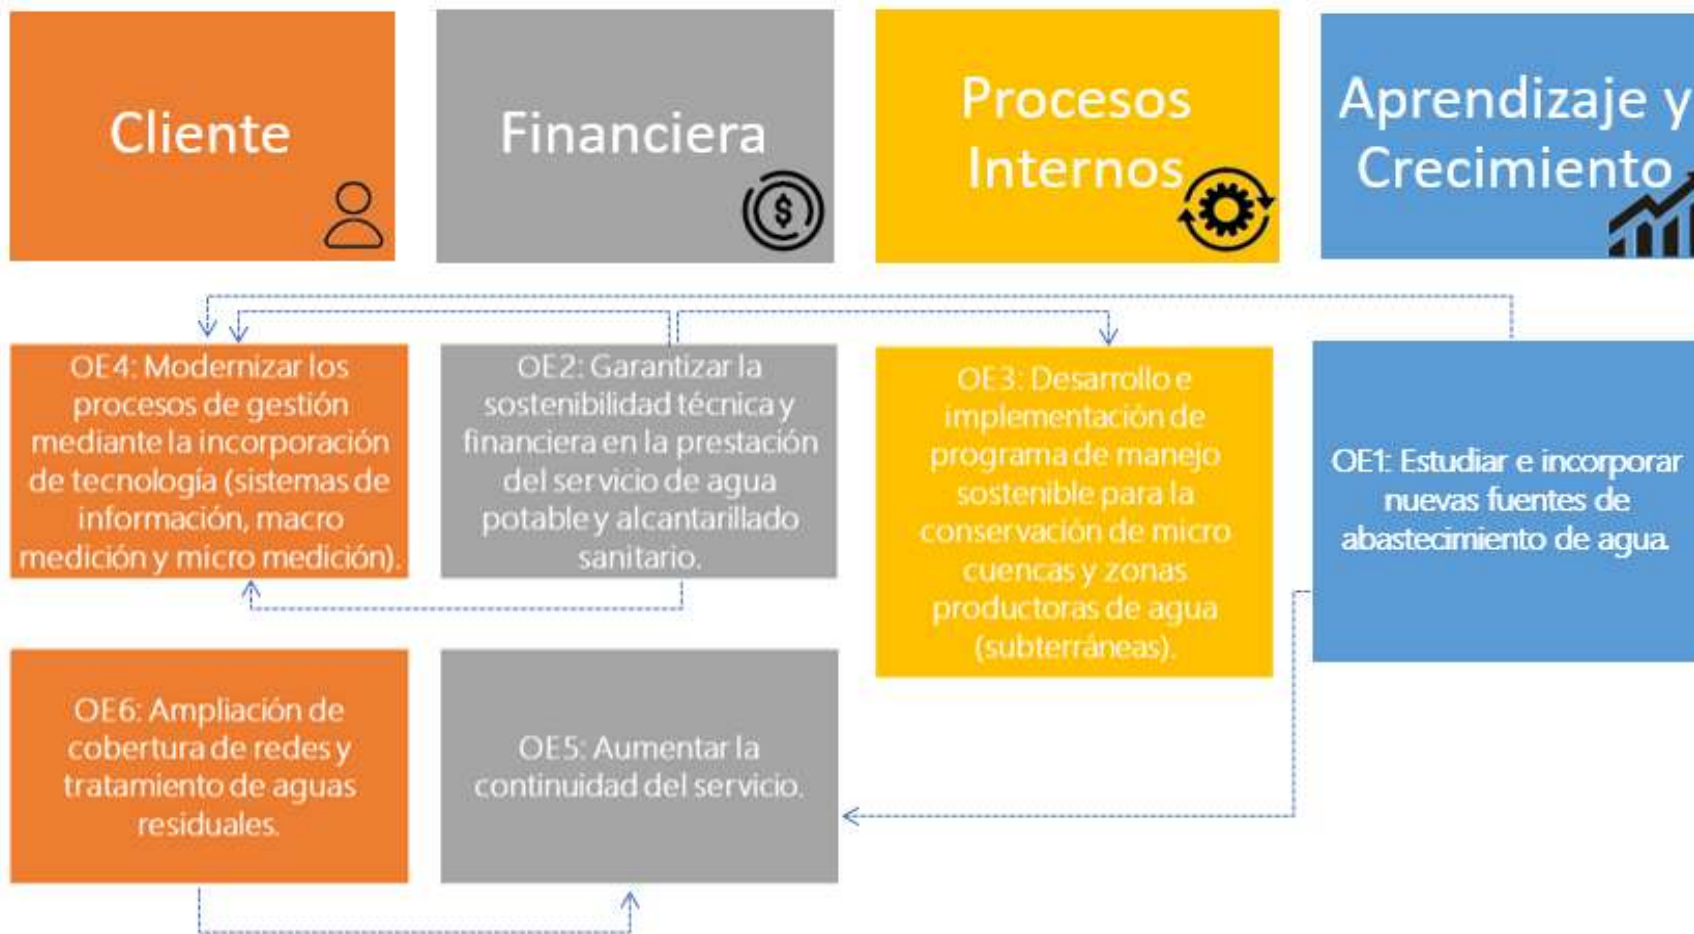 Cliente
Financiera
$
Procesos
Internos
Aprendizaje y
Crecimiento
OE4: Modernizar los
procesos de gestión
mediante la incorporación
de tecnología (sistemas de
información, macro
medición y micro medición).
OE2: Garantizar la
sostenibilidad técnica y
financiera en la prestación
del servicio de agua
potable y alcantarillado
sanitario.
OE3: Desarrollo e
implementación de
programa de manejo
sostenible para la
conservación de micro
cuencas y zonas
productoras de agua
(subterráneas).
OE1: Estudiar e incorporar
nuevas fuentes de
abastecimiento de agua.
OE6: Ampliación de
cobertura de redes y
tratamiento de aguas
residuales.
OE5: Aumentar la
continuidad del servicio.